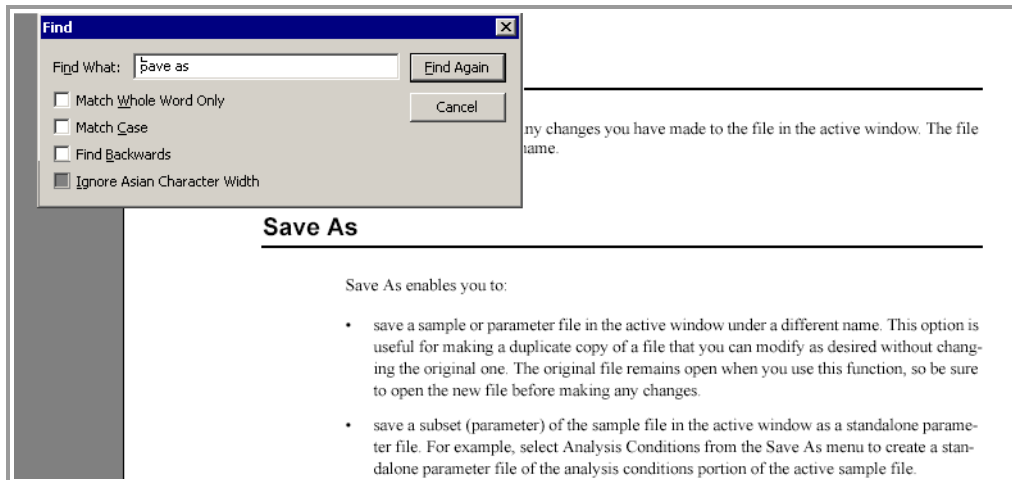 Find
Find What: Save as
Find Again
Match Whole Word Only
Cancel
Match Case
Find Backwards
Ignore Asian Character Width
ny changes you have made to the file in the active window. The file
name.
Save As
Save As enables you to:
• save a sample or parameter file in the active window under a different name. This option is
useful for making a duplicate copy of a file that you can modify as desired without chang-
ing the original one. The original file remains open when you use this function, so be sure
to open the new file before making any changes.
• save a subset (parameter) of the sample file in the active window as a standalone parame-
ter file. For example, select Analysis Conditions from the Save As menu to create a stan-
dalone parameter file of the analysis conditions portion of the active sample file.